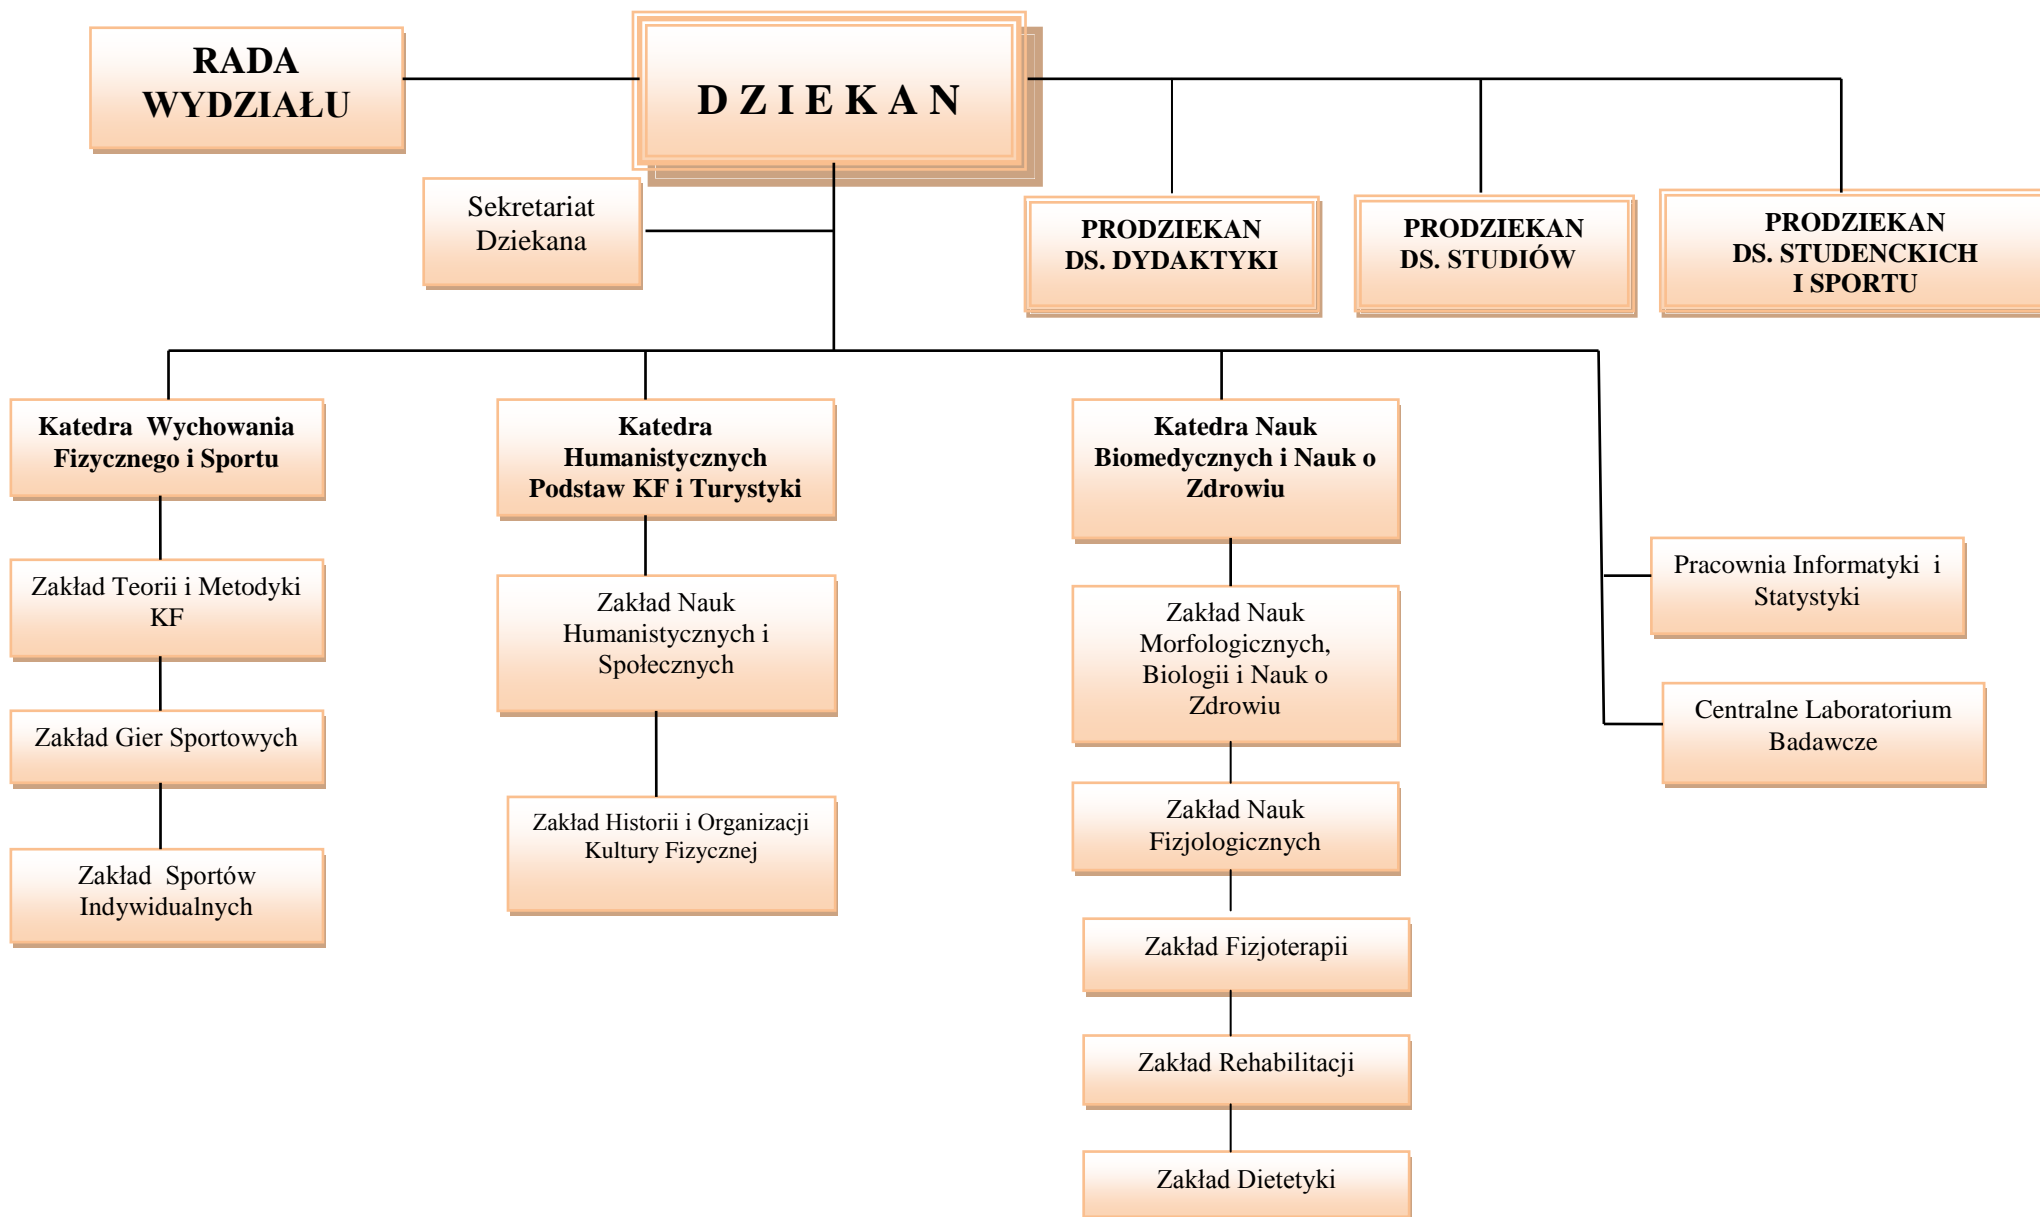 RADA
WYDZIAŁU
D Z I E K A N
Sekretariat
Dziekana
PRODZIEKAN
DS. DYDAKTYKI
PRODZIEKAN
DS. STUDIÓW
PRODZIEKAN
DS. STUDENCKICH
I SPORTU
Katedra Wychowania
Fizycznego i Sportu
Zakład Teorii i Metodyki
KF
Zakład Gier Sportowych
Zakład Sportów
Indywidualnych
Katedra
Humanistycznych
Podstaw KF i Turystyki
Zakład Nauk
Humanistycznych i
Społecznych
Zakład Historii i Organizacji
Kultury Fizycznej
Katedra Nauk
Biomedycznych i Nauk o
Zdrowiu
Zakład Nauk
Morfologicznych,
Biologii i Nauk o
Zdrowiu
Zakład Nauk
Fizjologicznych
Zakład Fizjoterapii
Zakład Rehabilitacji
Zakład Dietetyki
Pracownia Informatyki i
Statystyki
Centralne Laboratorium
Badawcze